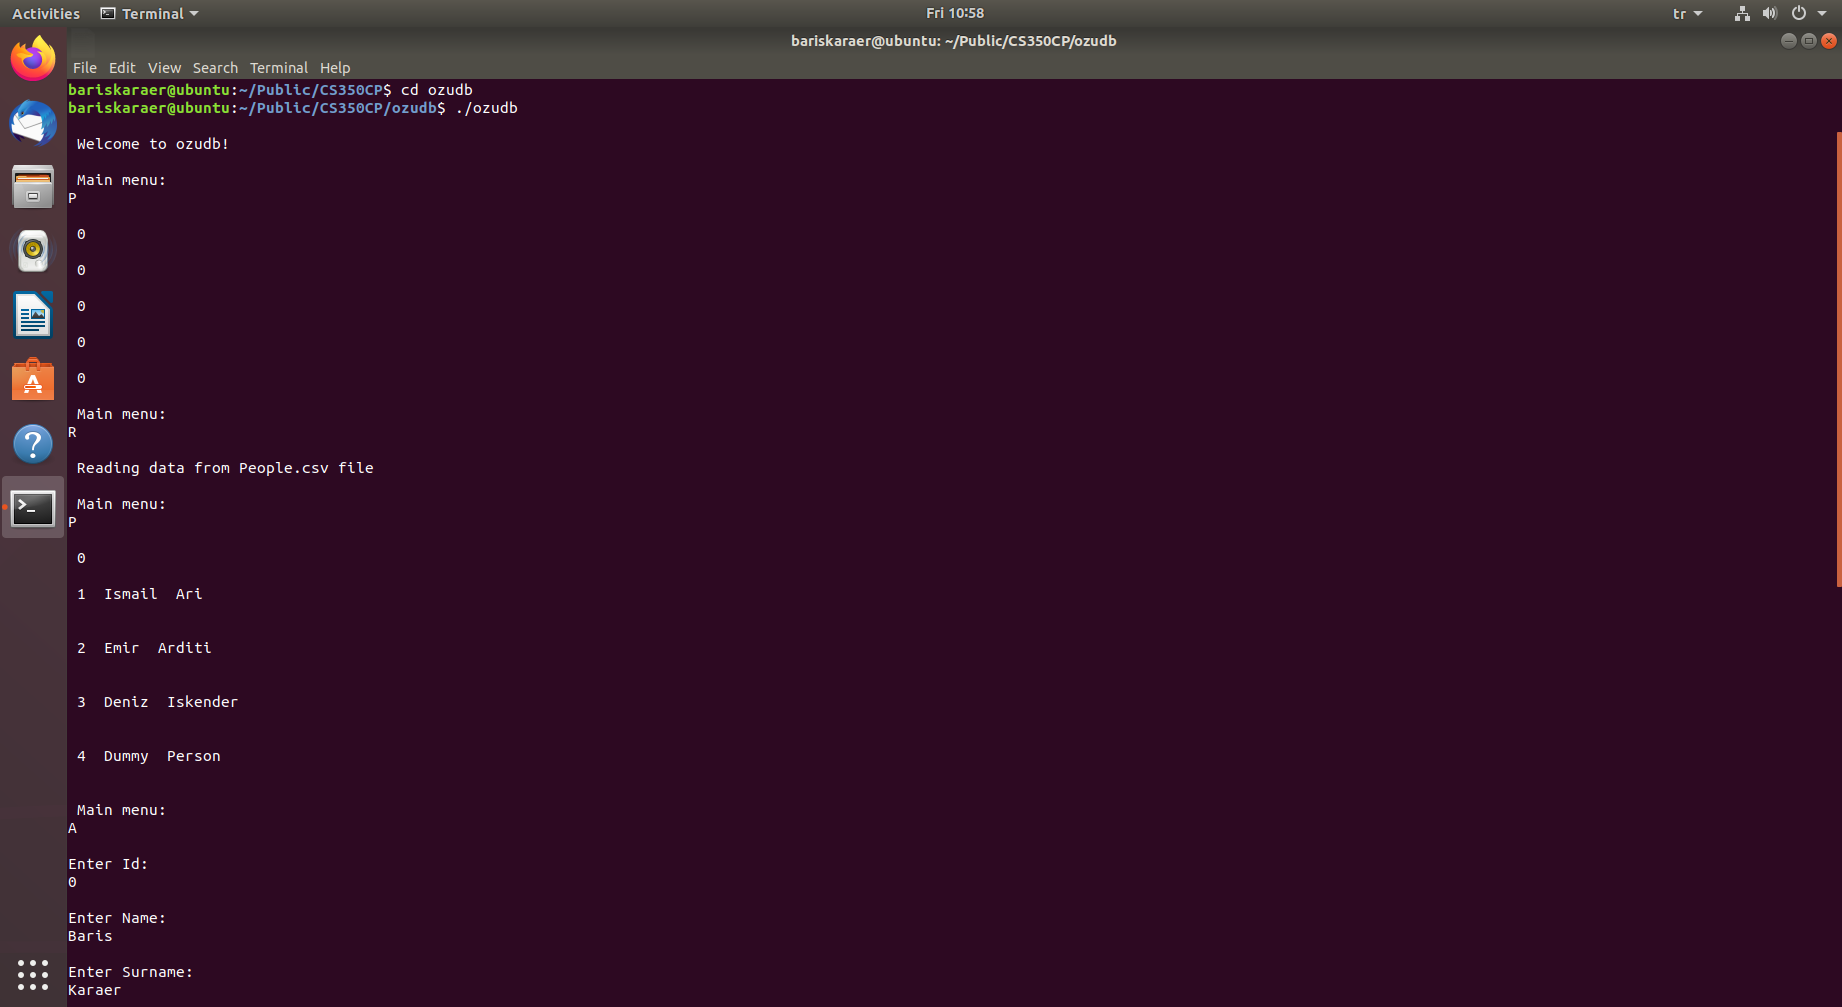 Activities Terminal Fri 10:58 tr
bariskaraer@ubuntu: ~/Public/CS350CP/ozudb
File Edit View Search Terminal Help
bariskaraer@ubuntu:~/Public/CS350CP$ cd ozudb
bariskaraer@ubuntu:~/Public/CS350CP/ozudb$ ./ozudb
Welcome to ozudb!
Main menu:
P
0
0
0
0
0
Main menu:
R
Reading data from People.csv file
Main menu:
P
0
1 Ismail Ari
2 Emir Arditi
3 Deniz Iskender
4 Dummy Person
Main menu:
A
Enter Id:
0
Enter Name:
Baris
Enter Surname:
Karaer